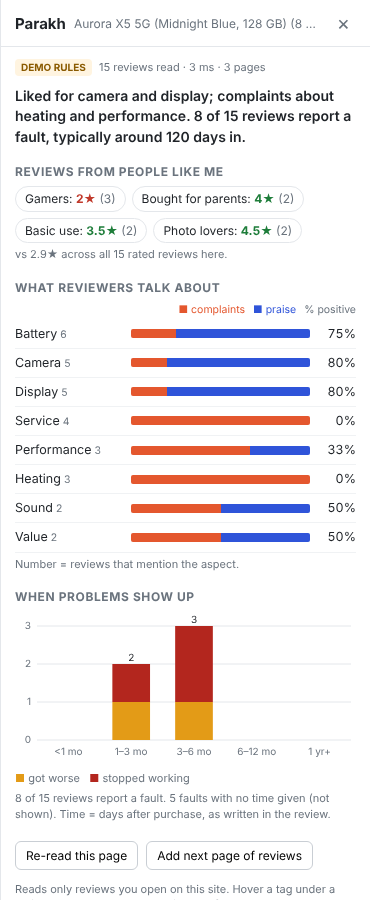 Parakh Aurora X5 5G (Midnight Blue, 128 GB) (8 ... ✕
DEMO RULES 15 reviews read · 3 ms · 3 pages
Liked for camera and display; complaints about
heating and performance. 8 of 15 reviews report a
fault, typically around 120 days in.
REVIEWS FROM PEOPLE LIKE ME
Gamers: 2★ (3) Bought for parents: 4★ (2)
Basic use: 3.5★ (2) Photo lovers: 4.5★ (2)
vs 2.9★ across all 15 rated reviews here.
WHAT REVIEWERS TALK ABOUT
complaints praise % positive
Battery 6 75%
Camera 5 80%
Display 5 80%
Service 4 0%
Performance 3 33%
Heating 3 0%
Sound 2 50%
Value 2 50%
Number = reviews that mention the aspect.
WHEN PROBLEMS SHOW UP
3
3
2
2
1
0
<1 mo 1–3 mo 3–6 mo 6–12 mo 1 yr+
got worse stopped working
8 of 15 reviews report a fault. 5 faults with no time given (not
shown). Time = days after purchase, as written in the review.
Re-read this page Add next page of reviews
Reads only reviews you open on this site. Hover a tag under a